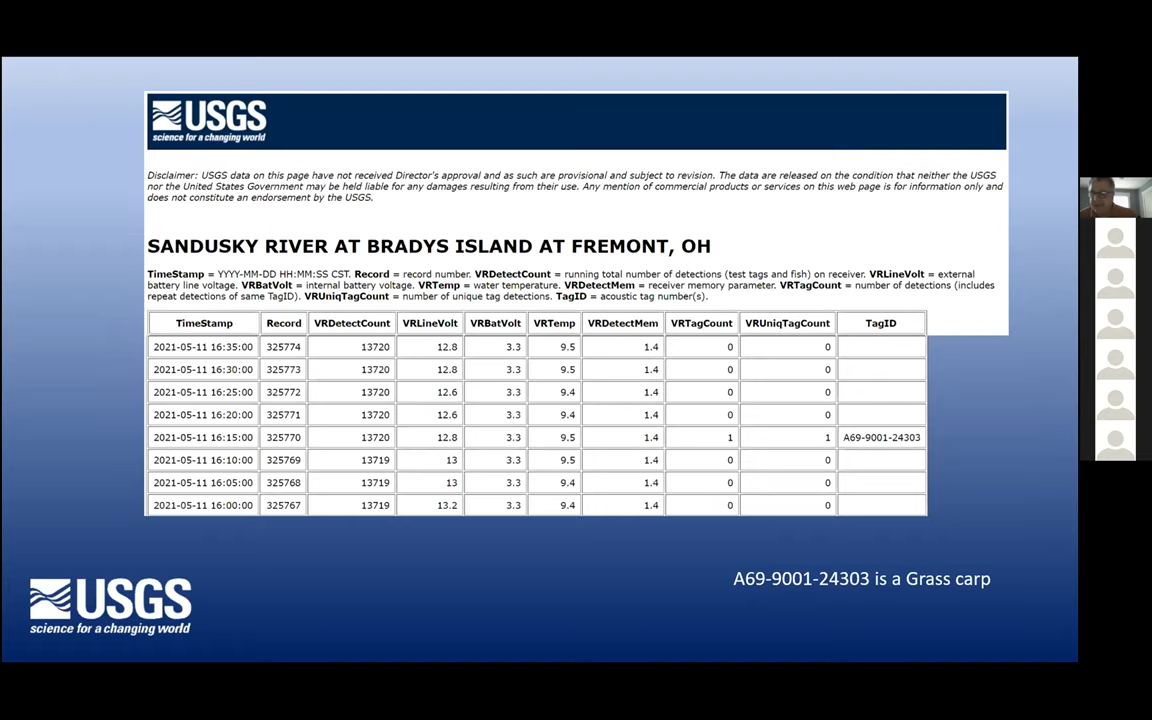 USGS
science for a changing world
Disclaimer: USGS data on this page have not received Director's approval and as such are provisional and subject to revision. The data are released on the condition that neither the USGS
nor the United States Government may be held liable for any damages resulting from their use. Any mention of commercial products or services on this web page is for information only and
does not constitute an endorsement by the USGS.
SANDUSKY RIVER AT BRADYS ISLAND AT FREMONT, OH
TimeStamp = YYYY-MM-DD HH:MM:SS CST. Record = record number. VRDetectCount = running total number of detections (test tags and fish) on receiver. VRLineVolt = external
battery line voltage. VRBatVolt = internal battery voltage. VRTemp = water temperature. VRDetectMem = receiver memory parameter. VRTagCount = number of detections (includes
repeat detections of same TagID). VRUniqTagCount = number of unique tag detections. TagID = acoustic tag number(s).
TimeStamp Record VRDetectCount VRLineVolt VRBatVolt VRTemp VRDetectMem VRTagCount VRUniqTagCount TagID
2021-05-11 16:35:00 325774 13720 12.8 3.3 9.5 1.4 0 0
2021-05-11 16:30:00 325773 13720 12.8 3.3 9.5 1.4 0 0
2021-05-11 16:25:00 325772 13720 12.6 3.3 9.4 1.4 0 0
2021-05-11 16:20:00 325771 13720 12.6 3.3 9.4 1.4 0 0
2021-05-11 16:15:00 325770 13720 12.8 3.3 9.5 1.4 1 1 A69-9001-24303
2021-05-11 16:10:00 325769 13719 13 3.3 9.5 1.4 0 0
2021-05-11 16:05:00 325768 13719 13 3.3 9.4 1.4 0 0
2021-05-11 16:00:00 325767 13719 13.2 3.3 9.4 1.4 0 0
A69-9001-24303 is a Grass carp
USGS
science for a changing world